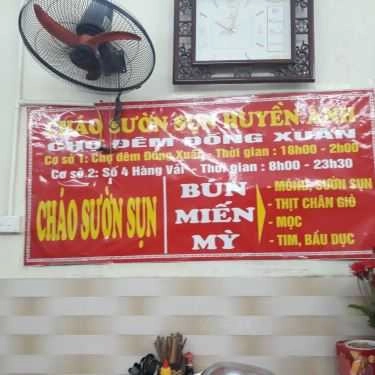 CHÁO SƯỜN SỤN HUYỀN ANH
CHỢ ĐÊM ĐỒNG XUÂN
Cơ sở 1: Chợ đêm Đồng Xuân - Thời gian : 18h00 - 2h00
Cơ sở 2: Số 4 Hàng Vải - Thời gian : 8h00 - 23h30
CHÁO SƯỜN SỤN
BÚN
MIẾN
MỲ
- MÓNG, SƯỜN SỤN
- THỊT CHÂN GIÒ
- MỌC
- TIM, BẦU DỤC